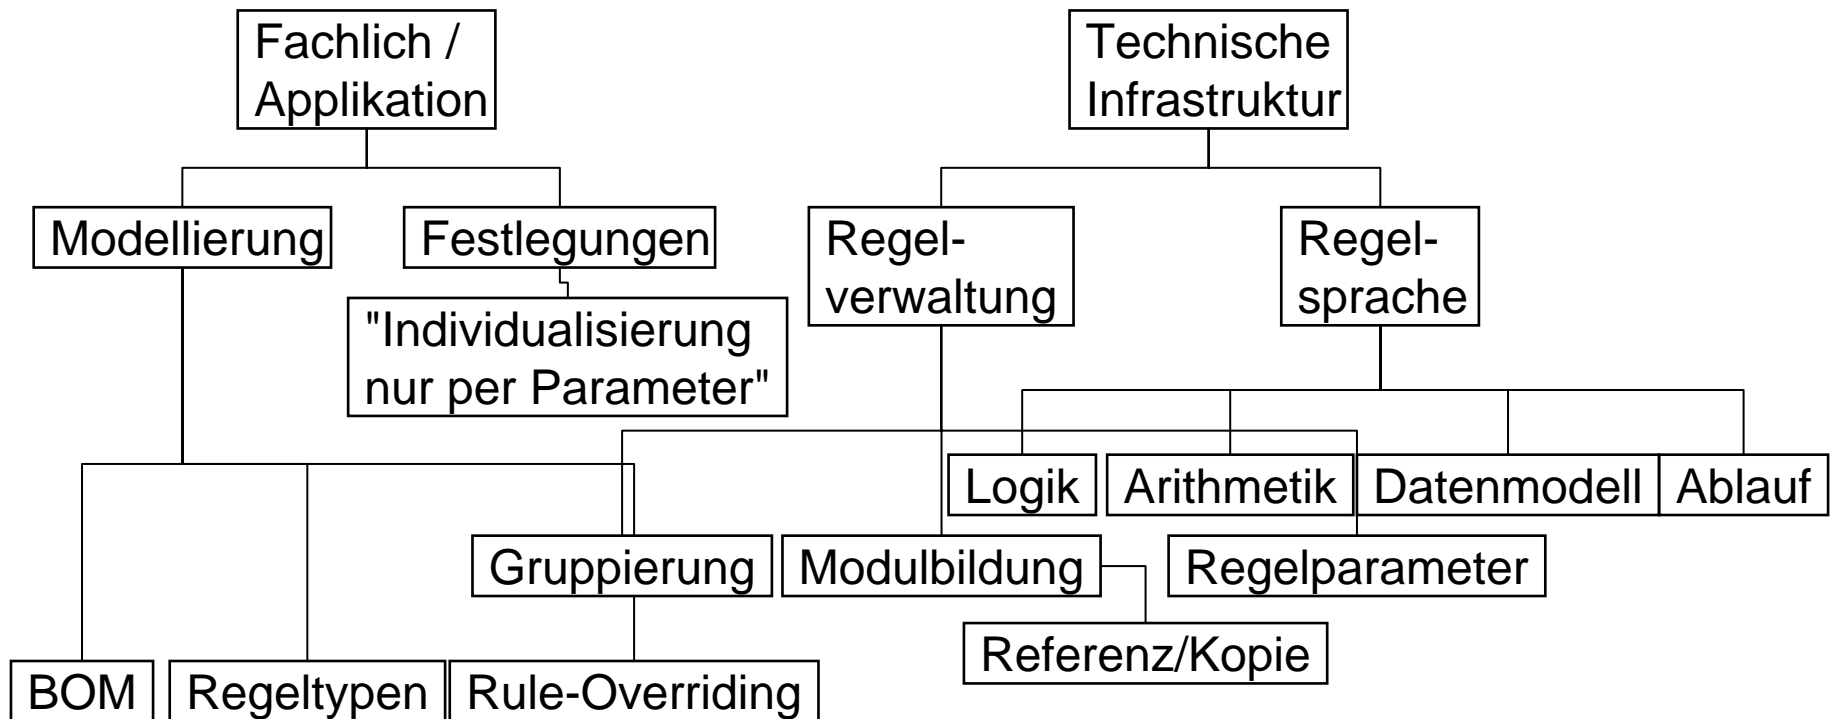 Fachlich /
Applikation
Technische
Infrastruktur
Modellierung
Festlegungen
Regel-
verwaltung
Regel-
sprache
"Individualisierung
nur per Parameter"
Logik
Arithmetik
Datenmodell
Ablauf
Gruppierung
Modulbildung
Regelparameter
Referenz/Kopie
BOM
Regeltypen
Rule-Overriding